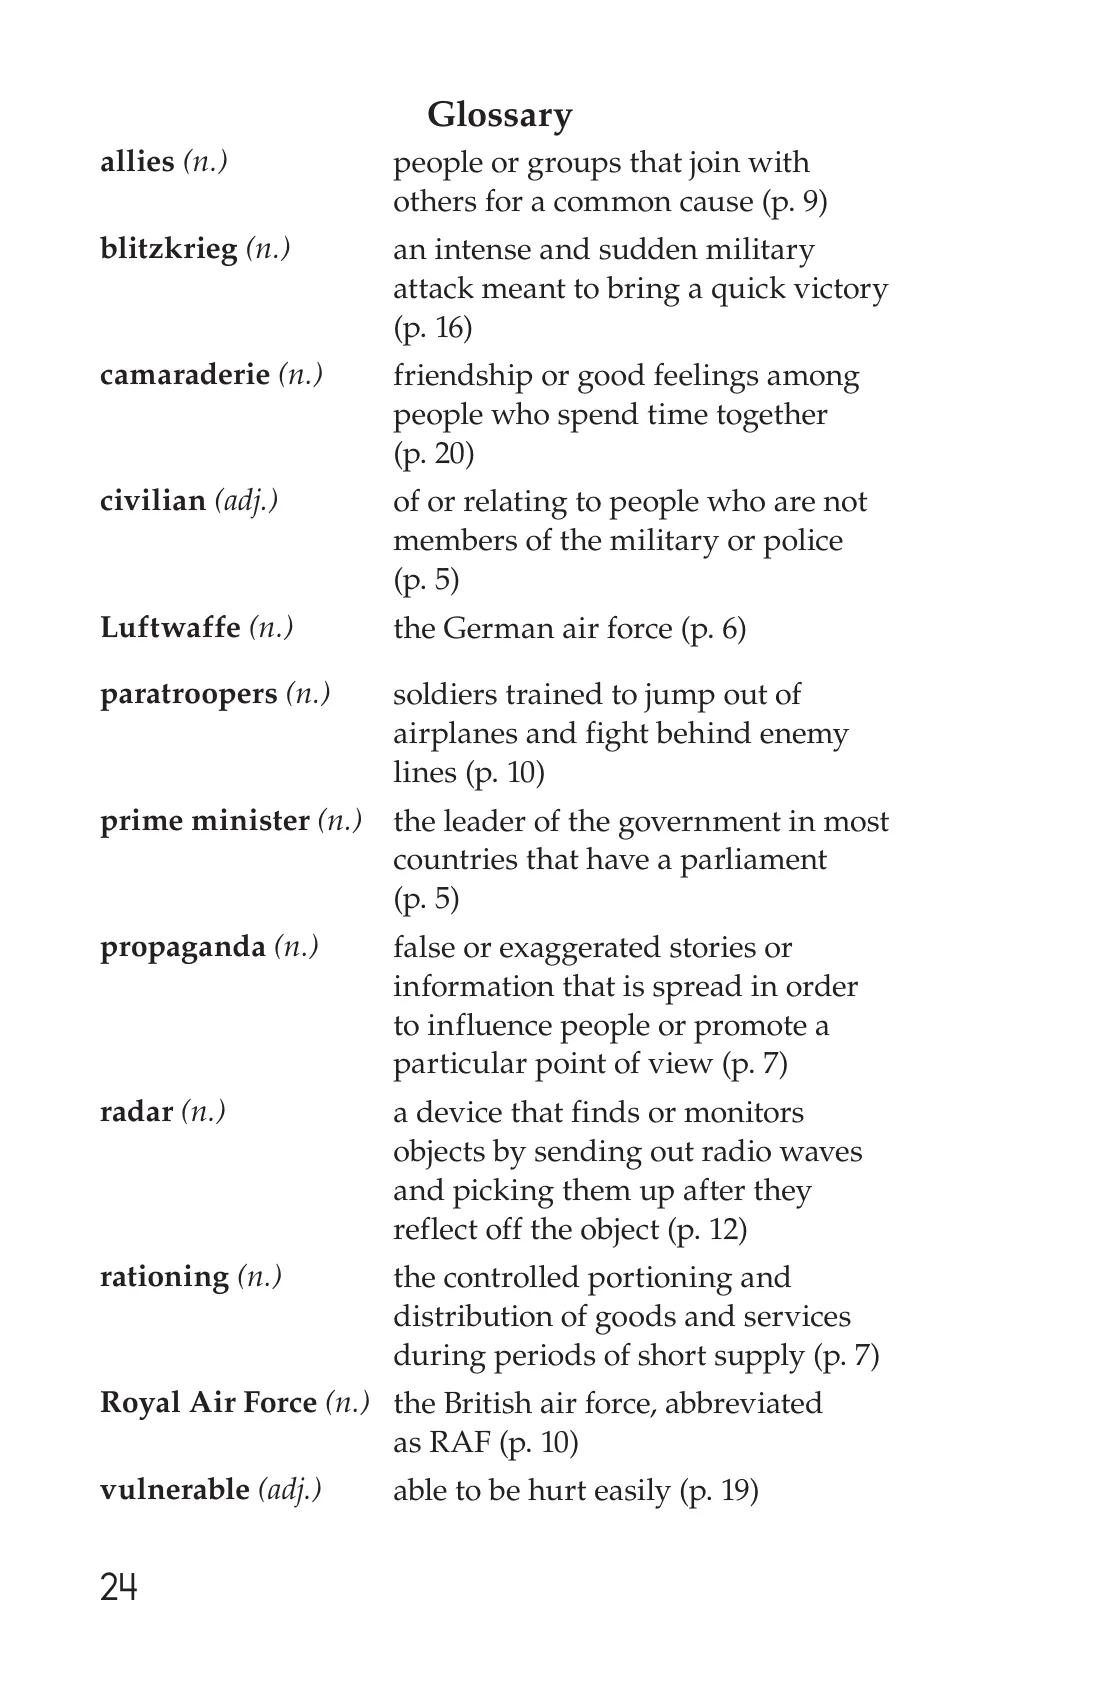 Glossary
allies (n.) people or groups that join with
others for a common cause (p. 9)
blitzkrieg (n.) an intense and sudden military
attack meant to bring a quick victory
(p. 16)
camaraderie (n.) friendship or good feelings among
people who spend time together
(p. 20)
civilian (adj.) of or relating to people who are not
members of the military or police
(p. 5)
Luftwaffe (n.) the German air force (p. 6)
paratroopers (n.) soldiers trained to jump out of
airplanes and fight behind enemy
lines (p. 10)
prime minister (n.) the leader of the government in most
countries that have a parliament
(p. 5)
propaganda (n.) false or exaggerated stories or
information that is spread in order
to influence people or promote a
particular point of view (p. 7)
radar (n.) a device that finds or monitors
objects by sending out radio waves
and picking them up after they
reflect off the object (p. 12)
rationing (n.) the controlled portioning and
distribution of goods and services
during periods of short supply (p. 7)
Royal Air Force (n.) the British air force, abbreviated
as RAF (p. 10)
vulnerable (adj.) able to be hurt easily (p. 19)
24